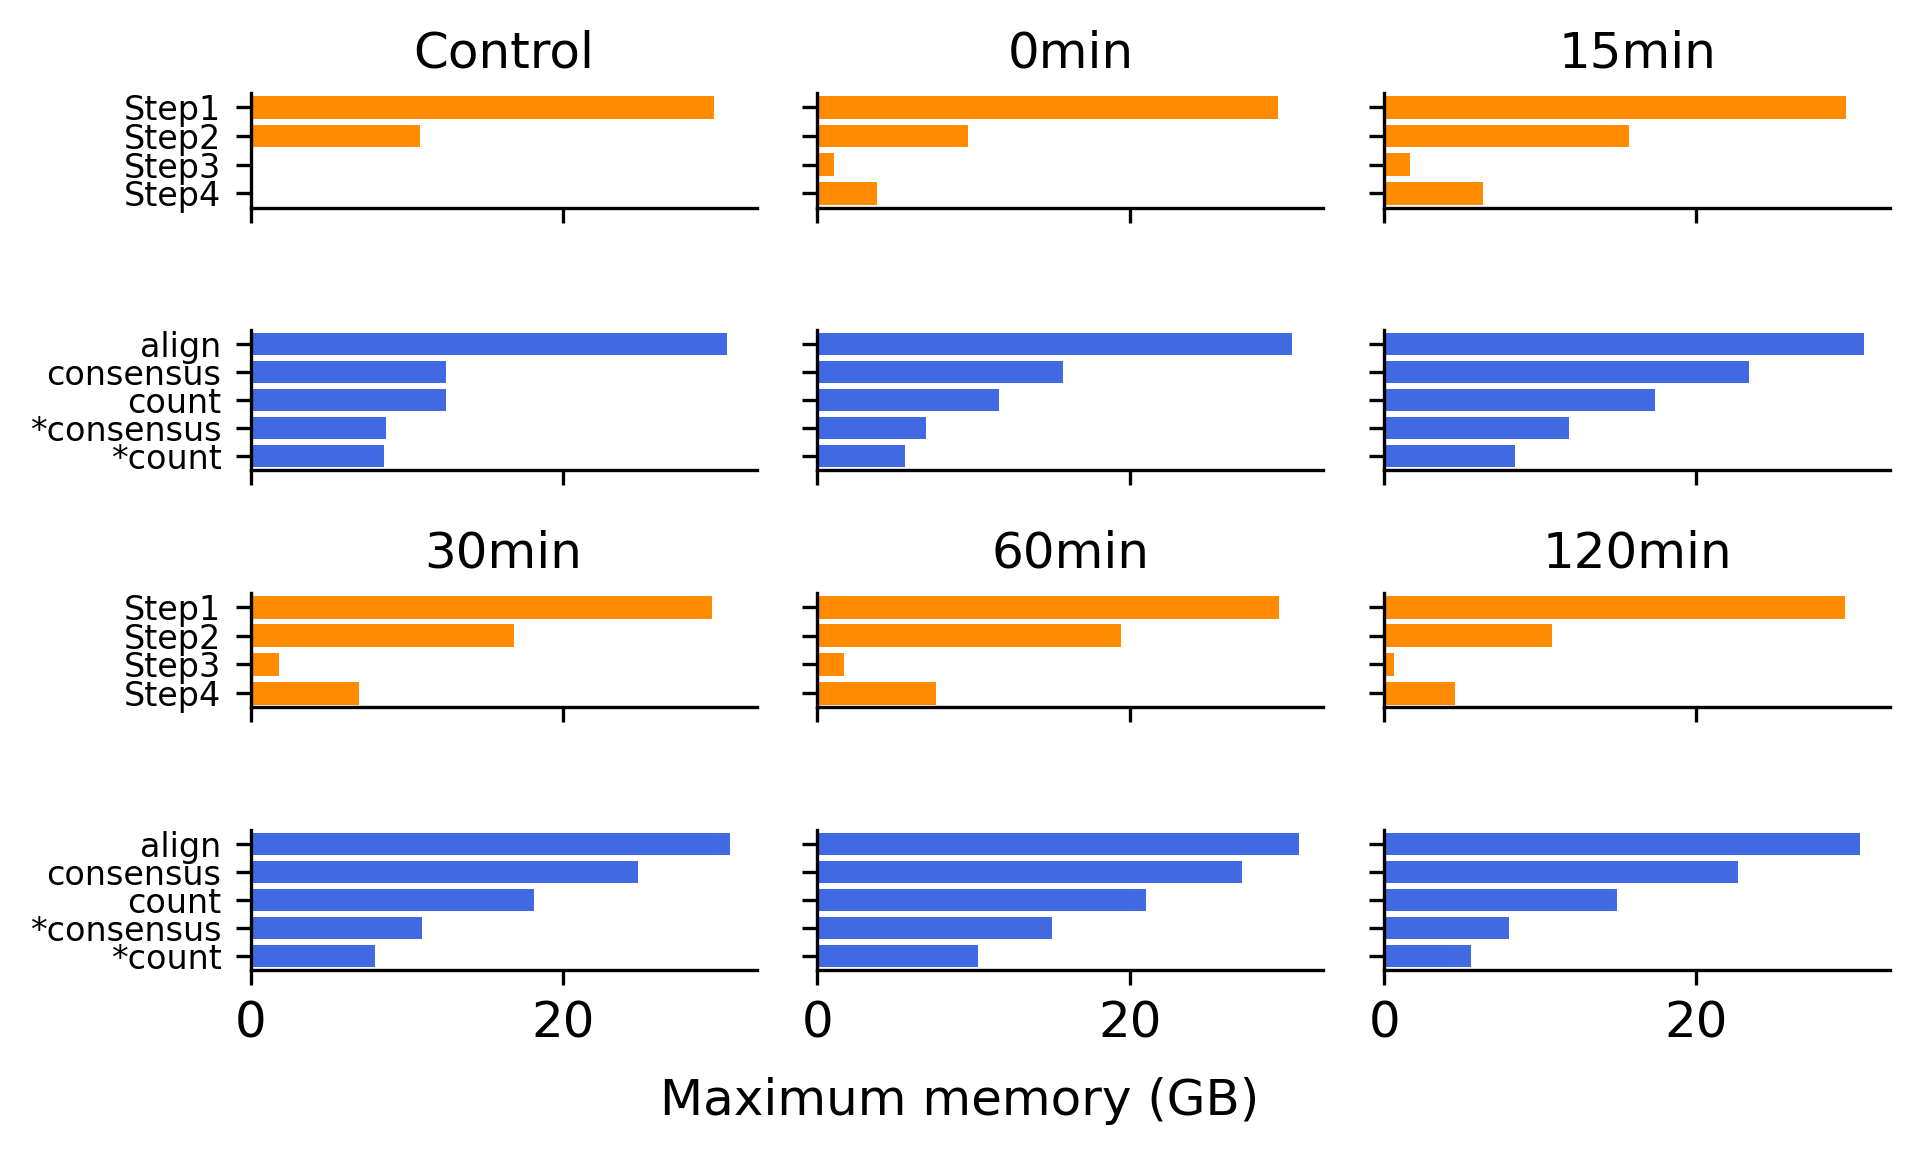 Control
0min
15min
Step1
Step2
Step3
Step4
align
consensus
count
*consensus
*count
30min
60min
120min
Step1
Step2
Step3
Step4
align
consensus
count
*consensus
*count
0 20 0 20 0 20
Maximum memory (GB)